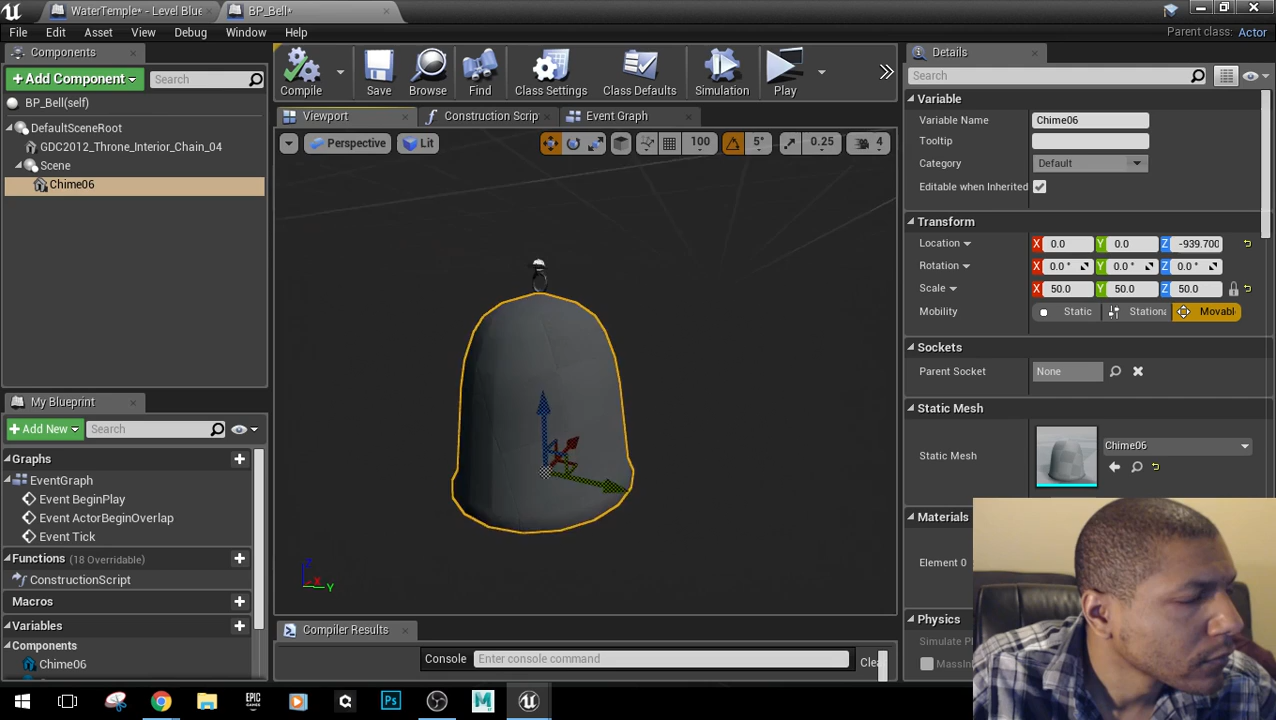 WaterTemple* - Level Blue
BP_Bell*
File Edit Asset View Debug Window Help
Parent class: Actor
Components
+Add Component
Search
BP_Bell(self)
DefaultSceneRoot
GDC2012_Throne_Interior_Chain_04
Scene
Chime06
My Blueprint
+Add New
Search
Graphs
EventGraph
Event BeginPlay
Event ActorBeginOverlap
Event Tick
Functions (18 Overridable)
ConstructionScript
Macros
Variables
Components
Chime06
Compile
Save
Browse
Find
Class Settings
Class Defaults
Simulation
Play
Viewport
Construction Scrip
Event Graph
Perspective
Lit
100
5°
0.25
4
Z
X
Y
Compiler Results
Console
Enter console command
Clea
Details
Search
Variable
Variable Name Chime06
Tooltip
Category Default
Editable when Inherited
Transform
Location X 0.0 Y 0.0 Z -939.700
Rotation X 0.0 ° Y 0.0 ° Z 0.0 °
Scale X 50.0 Y 50.0 Z 50.0
Mobility Static Stationa Movabl
Sockets
Parent Socket None
Static Mesh
Static Mesh Chime06
Materials
Element 0
Physics
Simulate P
MassIn
EPIC GAMES
Ps
M